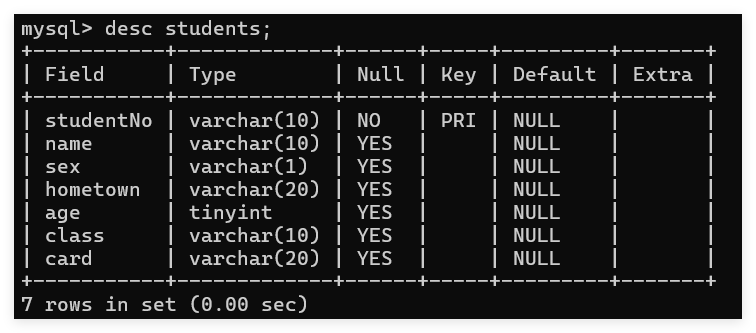 mysql> desc students;
+-----------+-------------+------+-----+---------+-------+
| Field     | Type        | Null | Key | Default | Extra |
+-----------+-------------+------+-----+---------+-------+
| studentNo | varchar(10) | NO   | PRI | NULL    |       |
| name      | varchar(10) | YES  |     | NULL    |       |
| sex       | varchar(1)  | YES  |     | NULL    |       |
| hometown  | varchar(20) | YES  |     | NULL    |       |
| age       | tinyint     | YES  |     | NULL    |       |
| class     | varchar(10) | YES  |     | NULL    |       |
| card      | varchar(20) | YES  |     | NULL    |       |
+-----------+-------------+------+-----+---------+-------+
7 rows in set (0.00 sec)